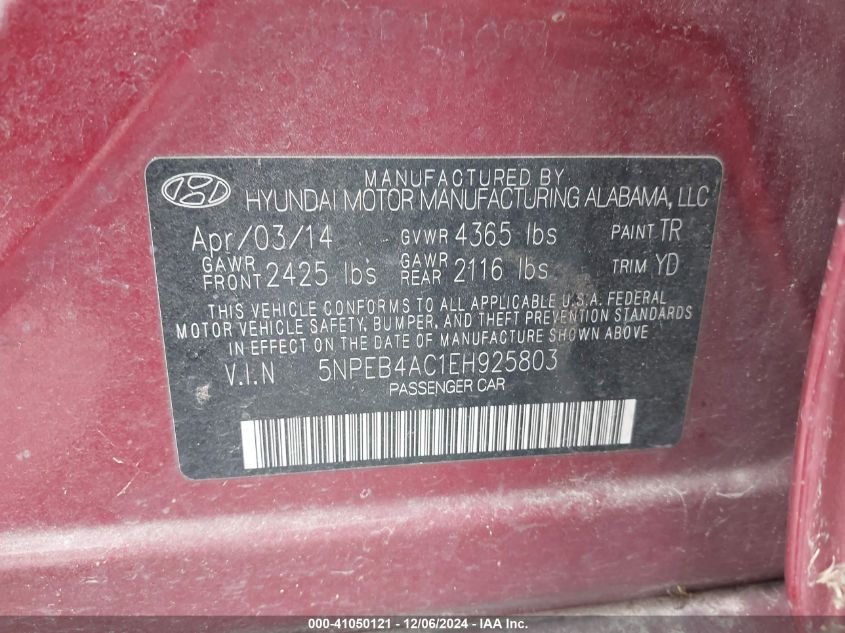 MANUFACTURED BY
HYUNDAI MOTOR MANUFACTURING ALABAMA, LLC
Apr/03/14 GVWR 4365 lbs PAINT TR
GAWR FRONT 2425 lbs GAWR REAR 2116 lbs TRIM YD
THIS VEHICLE CONFORMS TO ALL APPLICABLE U.S.A. FEDERAL
MOTOR VEHICLE SAFETY, BUMPER, AND THEFT PREVENTION STANDARDS
IN EFFECT ON THE DATE OF MANUFACTURE SHOWN ABOVE.
V.I.N 5NPEB4AC1EH925803
PASSENGER CAR
000-41050121 - 12/06/2024 - IAA Inc.